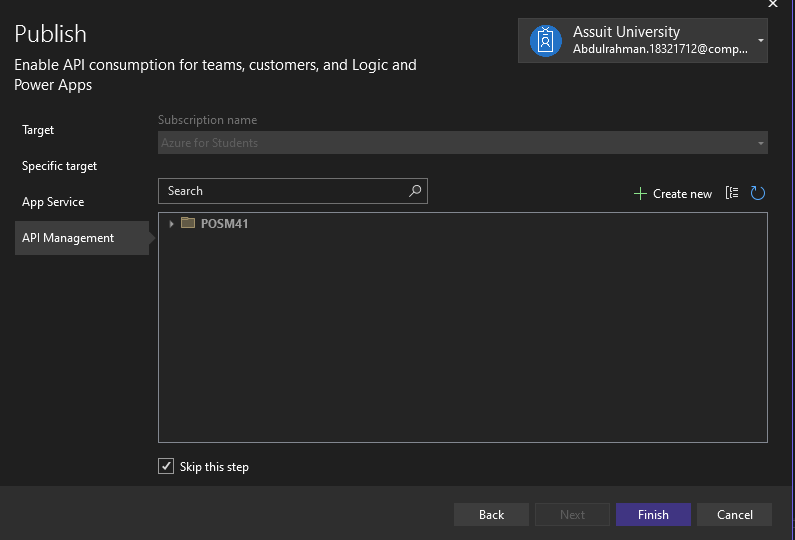 Publish
Enable API consumption for teams, customers, and Logic and
Power Apps
Assuit University
Abdulrahman.18321712@comp...
Target
Specific target
App Service
API Management
Subscription name
Azure for Students
Search
Create new
POSM41
Skip this step
Back
Next
Finish
Cancel